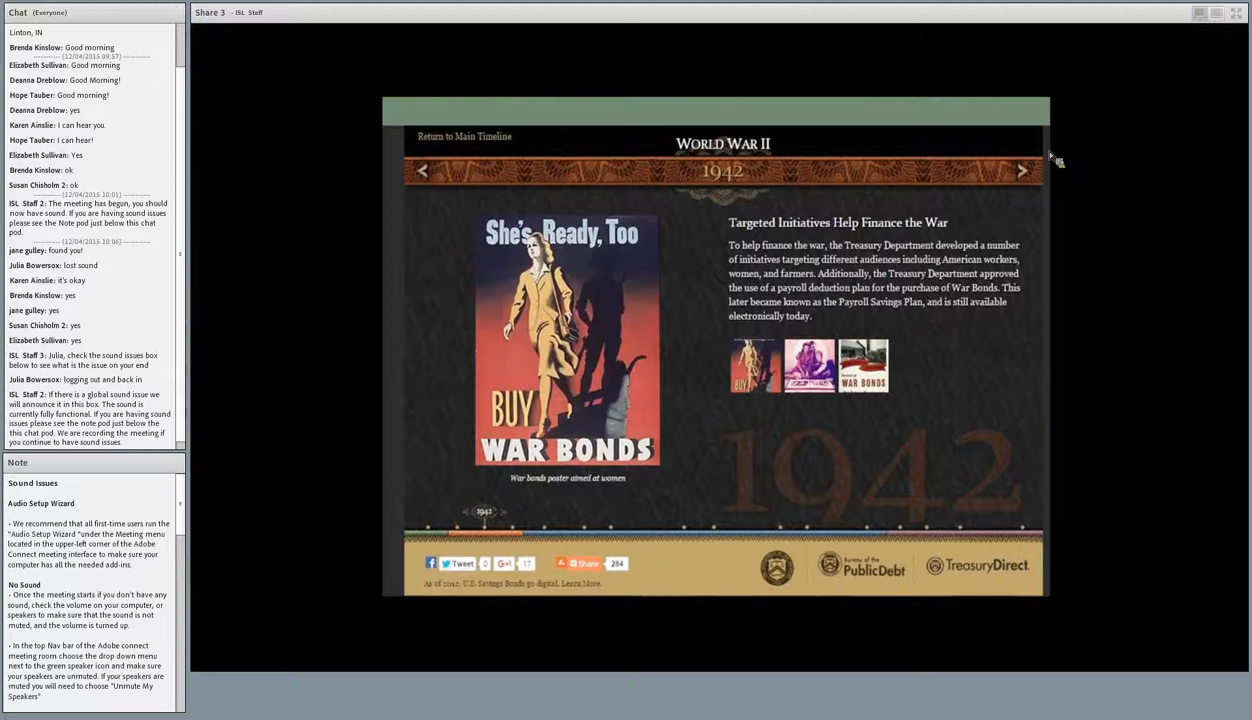 Chat (Everyone)
Linton, IN
Brenda Kinslow: Good morning
----------- (12/04/2015 09:57) -----------
Elizabeth Sullivan: Good morning
Deanna Dreblow: Good Morning!
Hope Tauber: Good morning!
Deanna Dreblow: yes
Karen Ainslie: I can hear you.
Hope Tauber: I can hear!
Elizabeth Sullivan: Yes
Brenda Kinslow: ok
Susan Chisholm 2: ok
----------- (12/04/2015 10:01) -----------
ISL Staff 2: The meeting has begun, you should
now have sound. If you are having sound issues
please see the Note pod just below this chat
pod.
----------- (12/04/2015 10:06) -----------
jane gulley: found you!
Julia Bowersox: lost sound
Karen Ainslie: it's okay
Brenda Kinslow: yes
jane gulley: yes
Susan Chisholm 2: yes
Elizabeth Sullivan: yes
ISL Staff 3: Julia, check the sound issues box
below to see what is the issue on your end
Julia Bowersox: logging out and back in
ISL Staff 2: If there is a global sound issue we
will announce it in this box. The sound is
currently fully functional. If you are having sound
issues please see the note pod just below the
this chat pod. We are recording the meeting if
you continue to have sound issues.
Note
Sound Issues
Audio Setup Wizard
• We recommend that all first-time users run the
"Audio Setup Wizard "under the Meeting menu
located in the upper-left corner of the Adobe
Connect meeting interface to make sure your
computer has all the needed add-ins.
No Sound
• Once the meeting starts if you don't have any
sound, check the volume on your computer, or
speakers to make sure that the sound is not
muted, and the volume is turned up.
• In the top Nav bar of the Adobe connect
meeting room choose the drop down menu
next to the green speaker icon and make sure
your speakers are unmuted. If your speakers are
muted you will need to choose "Unmute My
Speakers"
Share 3 - ISL Staff
Return to Main Timeline
WORLD WAR II
1942
She's Ready, Too
BUY
WAR BONDS
War bonds poster aimed at women
Targeted Initiatives Help Finance the War
To help finance the war, the Treasury Department developed a number
of initiatives targeting different audiences including American workers,
women, and farmers. Additionally, the Treasury Department approved
the use of a payroll deduction plan for the purchase of War Bonds. This
later became known as the Payroll Savings Plan, and is still available
electronically today.
BUY
WAR BONDS
1942
1942
Tweet 0 +1 17 Share 284
As of 2012, U.S. Savings Bonds go digital. Learn More.
Bureau of the
PublicDebt
TreasuryDirect